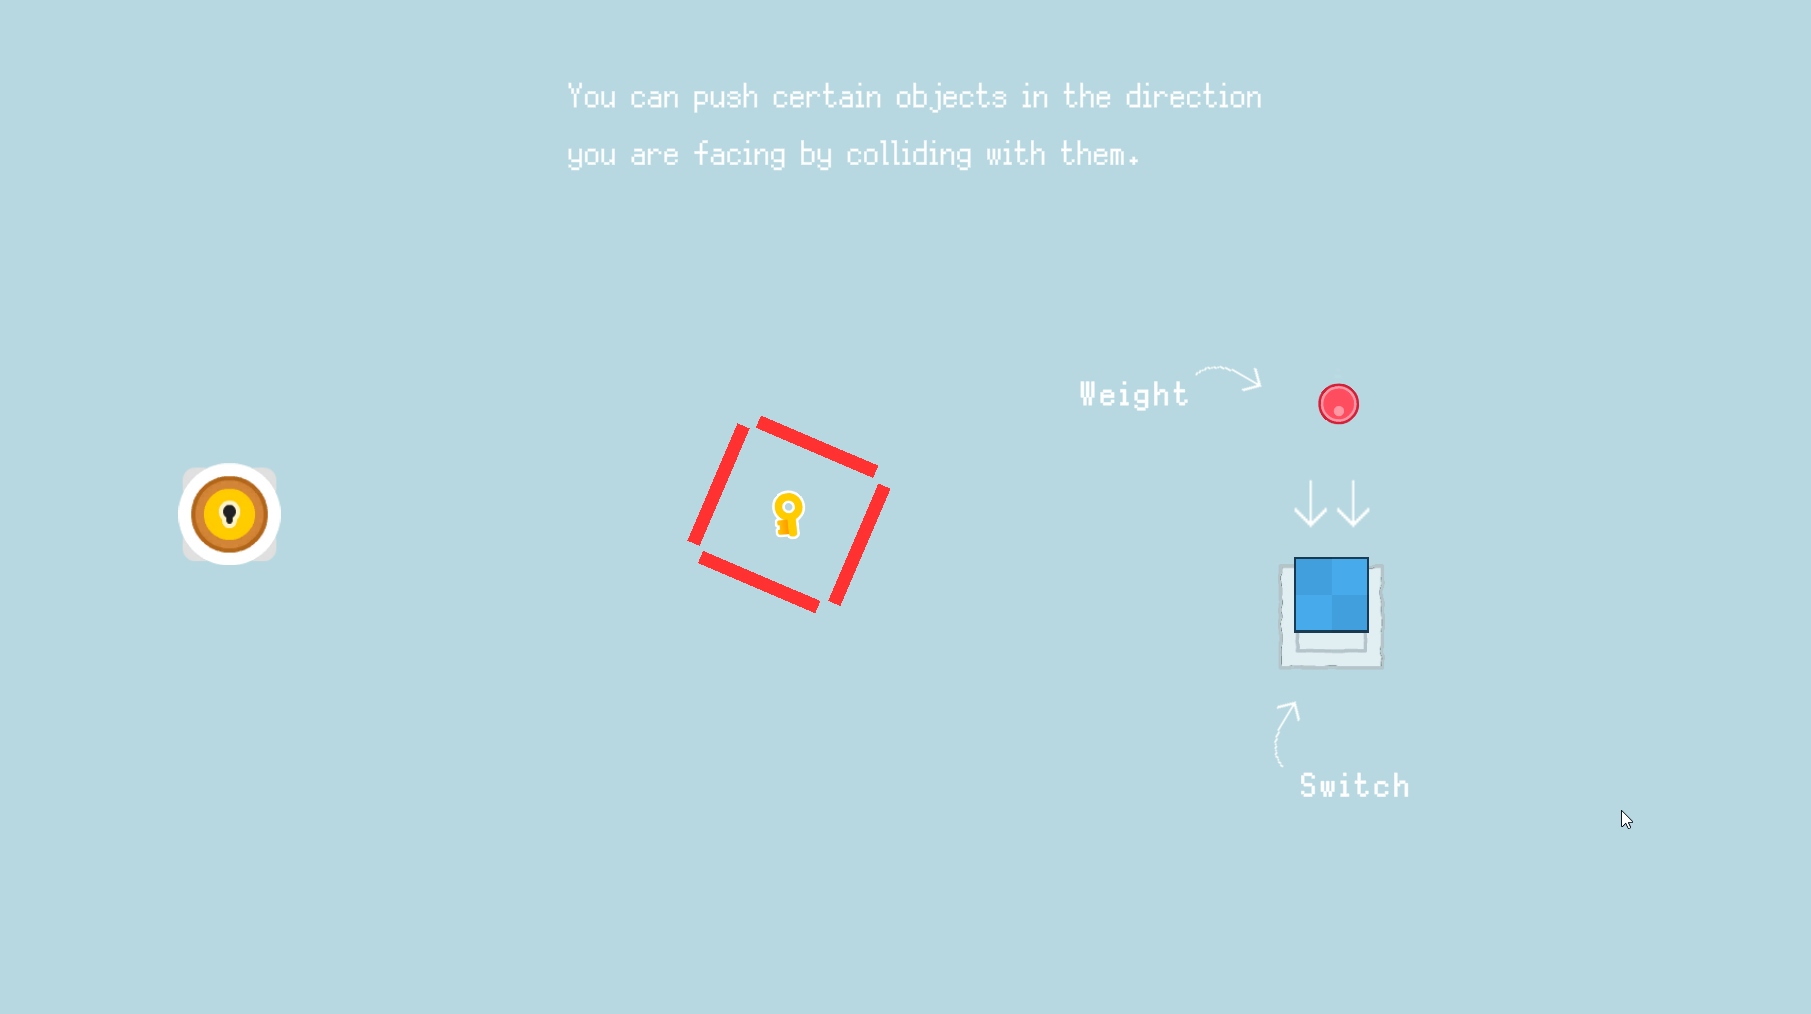 You can push certain objects in the direction
you are facing by colliding with them.
Weight
Switch